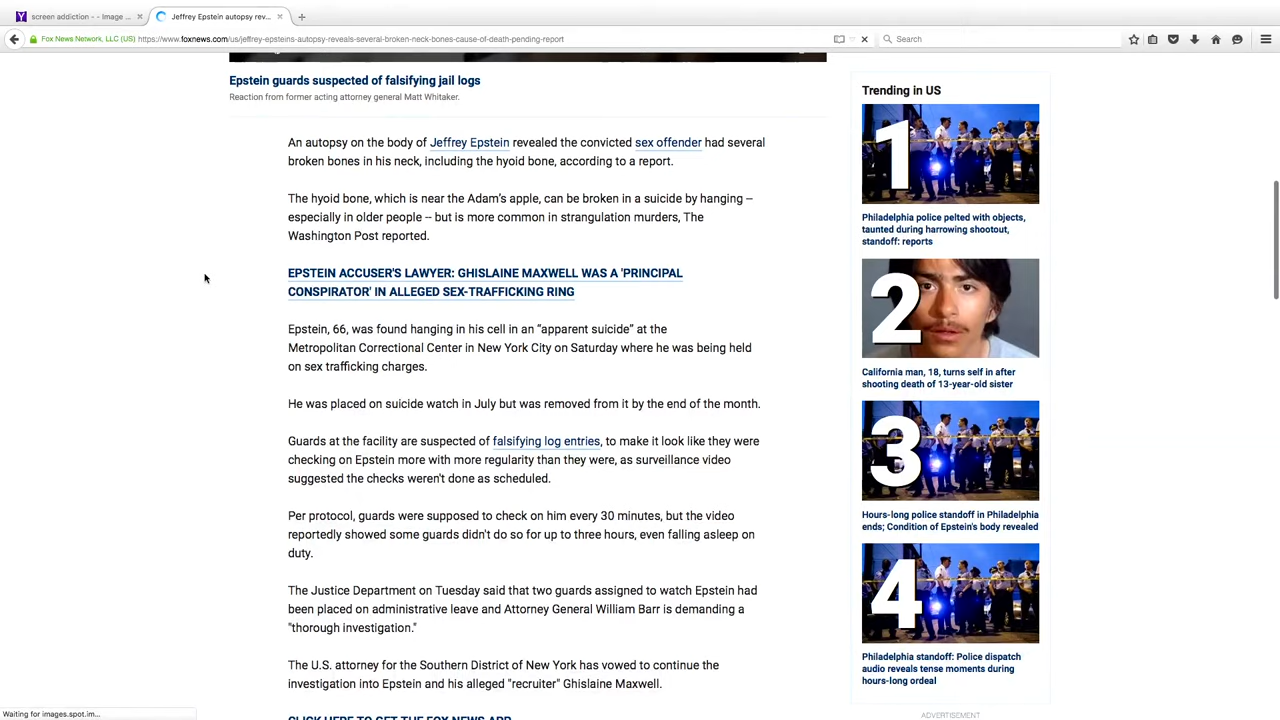 screen addiction - - Image ...
Jeffrey Epstein autopsy rev...
Fox News Network, LLC (US)
https://www.foxnews.com/us/jeffrey-epsteins-autopsy-reveals-several-broken-neck-bones-cause-of-death-pending-report
Search
Epstein guards suspected of falsifying jail logs
Reaction from former acting attorney general Matt Whitaker.
An autopsy on the body of Jeffrey Epstein revealed the convicted sex offender had several
broken bones in his neck, including the hyoid bone, according to a report.
The hyoid bone, which is near the Adam's apple, can be broken in a suicide by hanging --
especially in older people -- but is more common in strangulation murders, The
Washington Post reported.
EPSTEIN ACCUSER'S LAWYER: GHISLAINE MAXWELL WAS A 'PRINCIPAL
CONSPIRATOR' IN ALLEGED SEX-TRAFFICKING RING
Epstein, 66, was found hanging in his cell in an “apparent suicide” at the
Metropolitan Correctional Center in New York City on Saturday where he was being held
on sex trafficking charges.
He was placed on suicide watch in July but was removed from it by the end of the month.
Guards at the facility are suspected of falsifying log entries, to make it look like they were
checking on Epstein more with more regularity than they were, as surveillance video
suggested the checks weren't done as scheduled.
Per protocol, guards were supposed to check on him every 30 minutes, but the video
reportedly showed some guards didn't do so for up to three hours, even falling asleep on
duty.
The Justice Department on Tuesday said that two guards assigned to watch Epstein had
been placed on administrative leave and Attorney General William Barr is demanding a
"thorough investigation."
The U.S. attorney for the Southern District of New York has vowed to continue the
investigation into Epstein and his alleged "recruiter" Ghislaine Maxwell.
CLICK HERE TO GET THE FOX NEWS APP
Trending in US
1
Philadelphia police pelted with objects,
taunted during harrowing shootout,
standoff: reports
2
California man, 18, turns self in after
shooting death of 13-year-old sister
3
Hours-long police standoff in Philadelphia
ends; Condition of Epstein's body revealed
4
Philadelphia standoff: Police dispatch
audio reveals tense moments during
hours-long ordeal
ADVERTISEMENT
Waiting for images.spot.im...